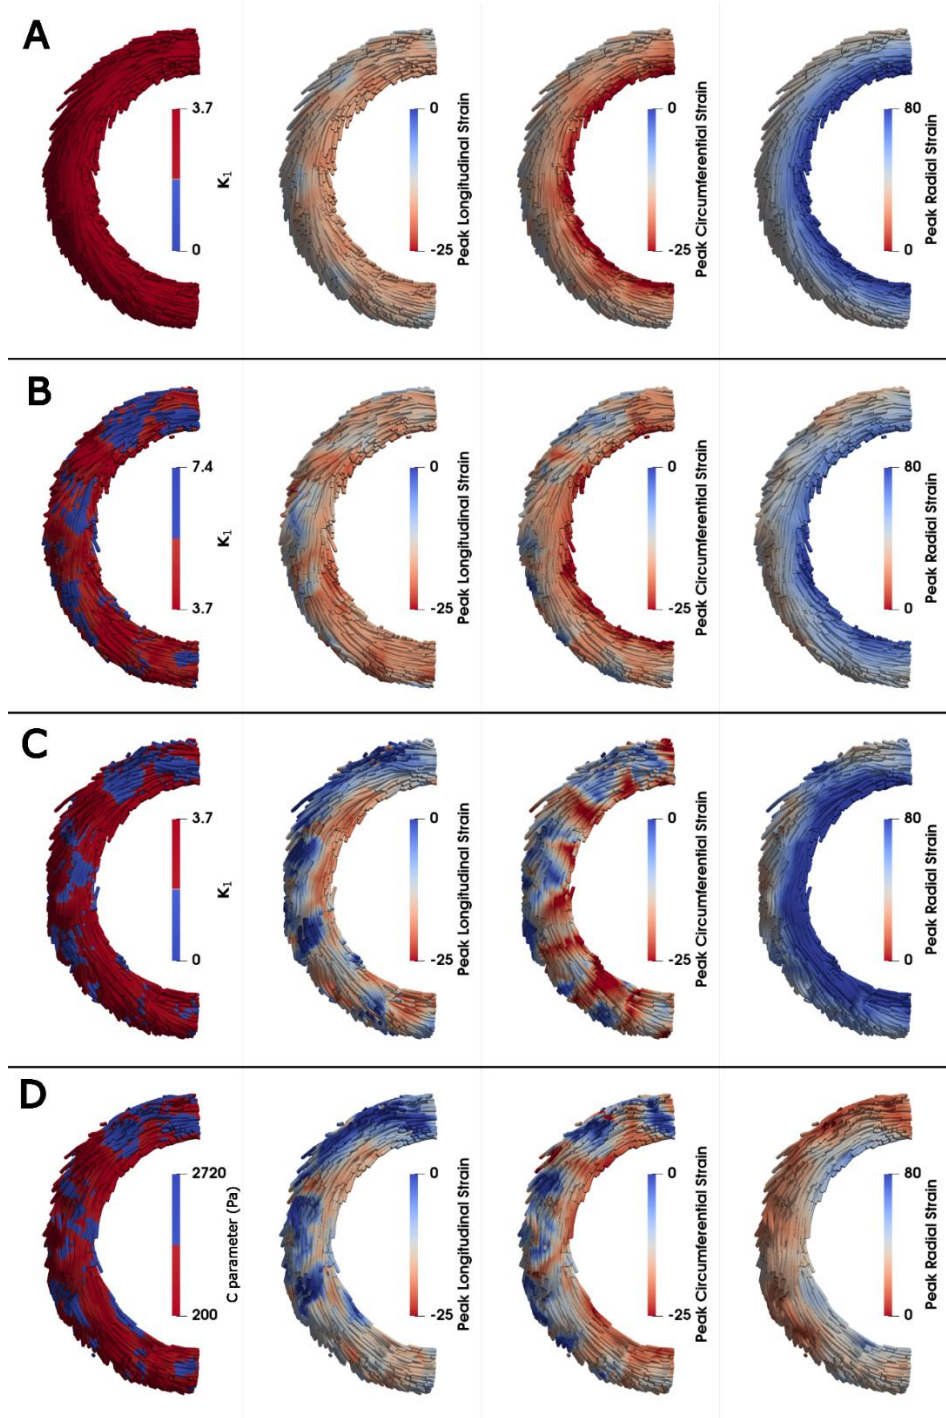 A
3.7
0
κ1
0
-25
Peak Longitudinal Strain
0
-25
Peak Circumferential Strain
80
0
Peak Radial Strain
B
7.4
3.7
κ1
0
-25
Peak Longitudinal Strain
0
-25
Peak Circumferential Strain
80
0
Peak Radial Strain
C
3.7
0
κ1
0
-25
Peak Longitudinal Strain
0
-25
Peak Circumferential Strain
80
0
Peak Radial Strain
D
2720
200
C parameter (Pa)
0
-25
Peak Longitudinal Strain
0
-25
Peak Circumferential Strain
80
0
Peak Radial Strain